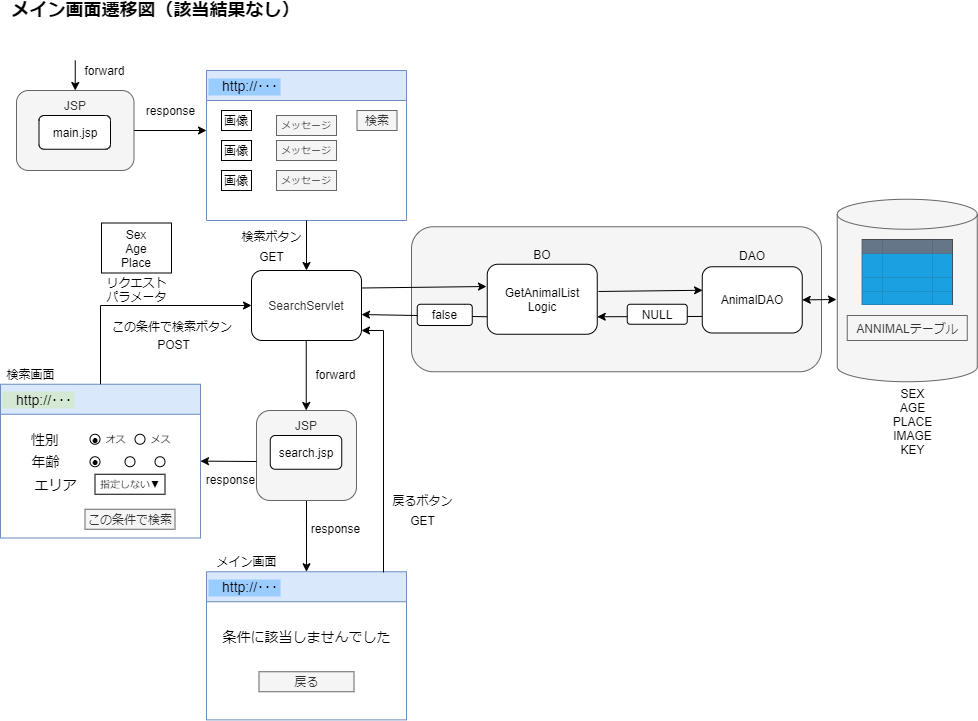 メイン画面遷移図（該当結果なし）
forward
JSP
main.jsp
response
http://･･･
画像
メッセージ
検索
画像
メッセージ
画像
メッセージ
検索ボタン
GET
Sex
Age
Place
リクエスト
パラメータ
この条件で検索ボタン
POST
SearchServlet
BO
GetAnimalList
Logic
DAO
AnimalDAO
false
NULL
ANNIMALテーブル
SEX
AGE
PLACE
IMAGE
KEY
forward
検索画面
http://･･･
性別
オス
メス
年齢
エリア
指定しない▼
この条件で検索
JSP
search.jsp
response
response
戻るボタン
GET
メイン画面
http://･･･
条件に該当しませんでした
戻る